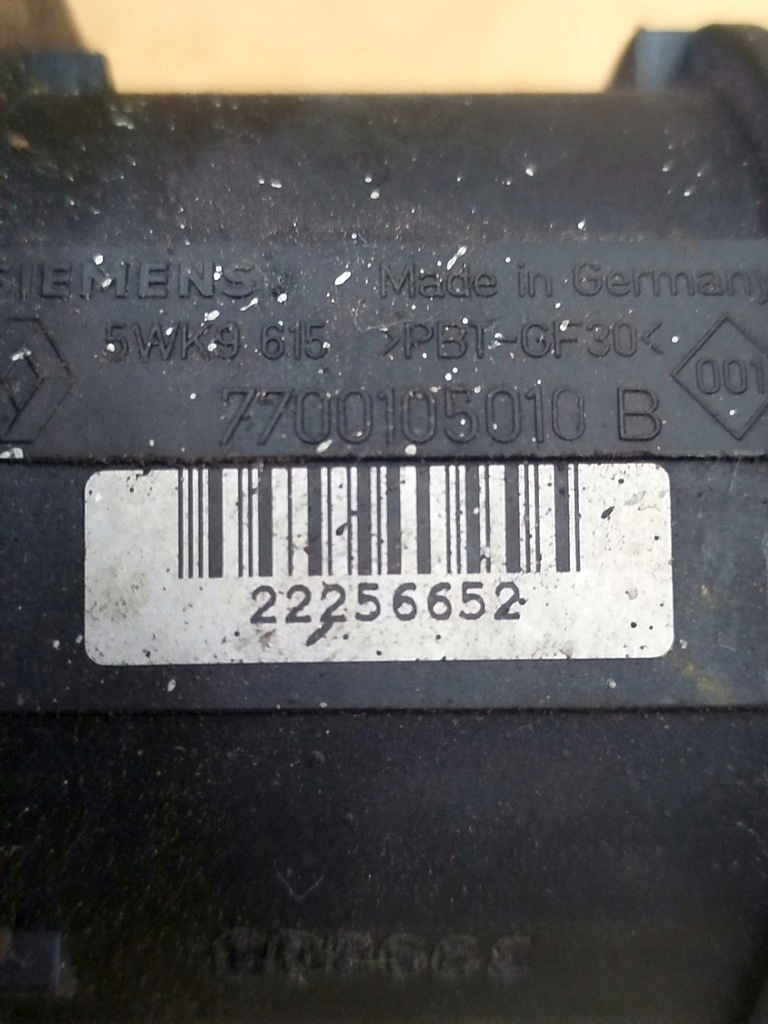 SIEMENS Made in Germany
5WK9 615 >PBT-GF30<
001
7700105010 B
22256652